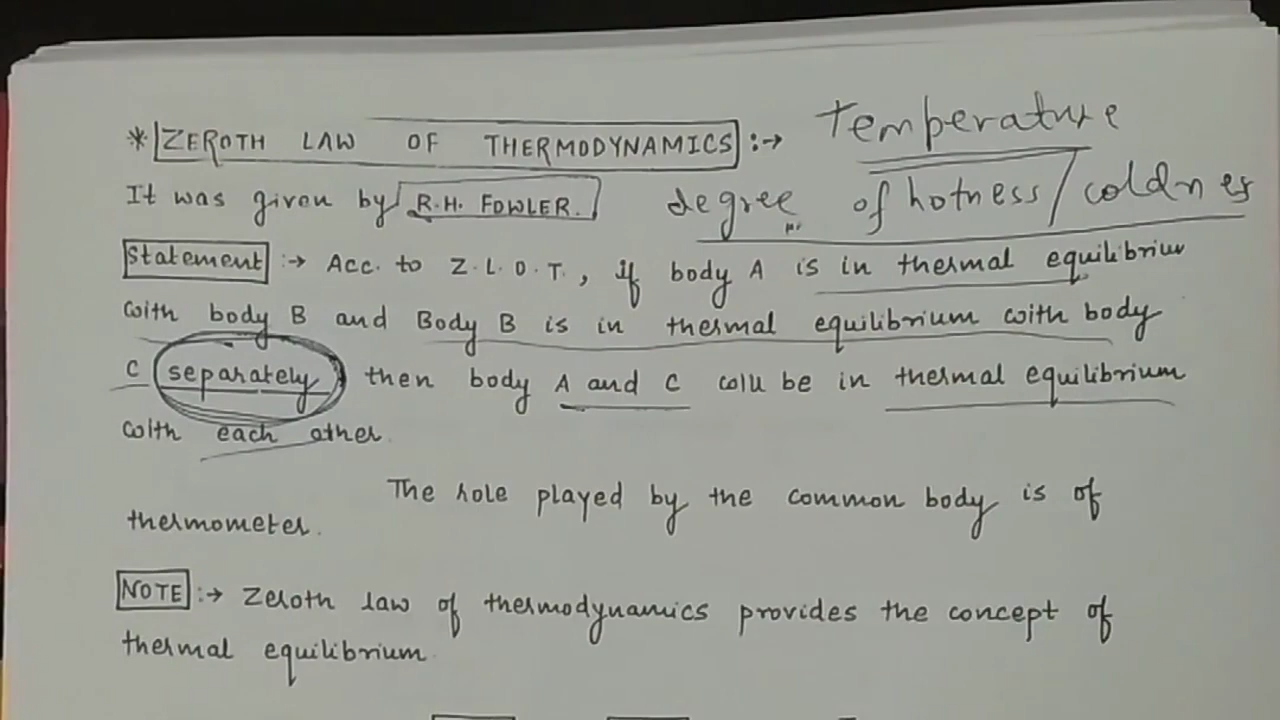 * ZEROTH LAW OF THERMODYNAMICS :→ Temperature
It was given by R.H. FOWLER. degree of hotness/coldness
Statement :→ Acc. to Z.L.O.T., if body A is in thermal equilibrium
with body B and Body B is in thermal equilibrium with body
C separately then body A and C will be in thermal equilibrium
with each other.
The role played by the common body is of
thermometer.
NOTE :→ Zeroth law of thermodynamics provides the concept of
thermal equilibrium.